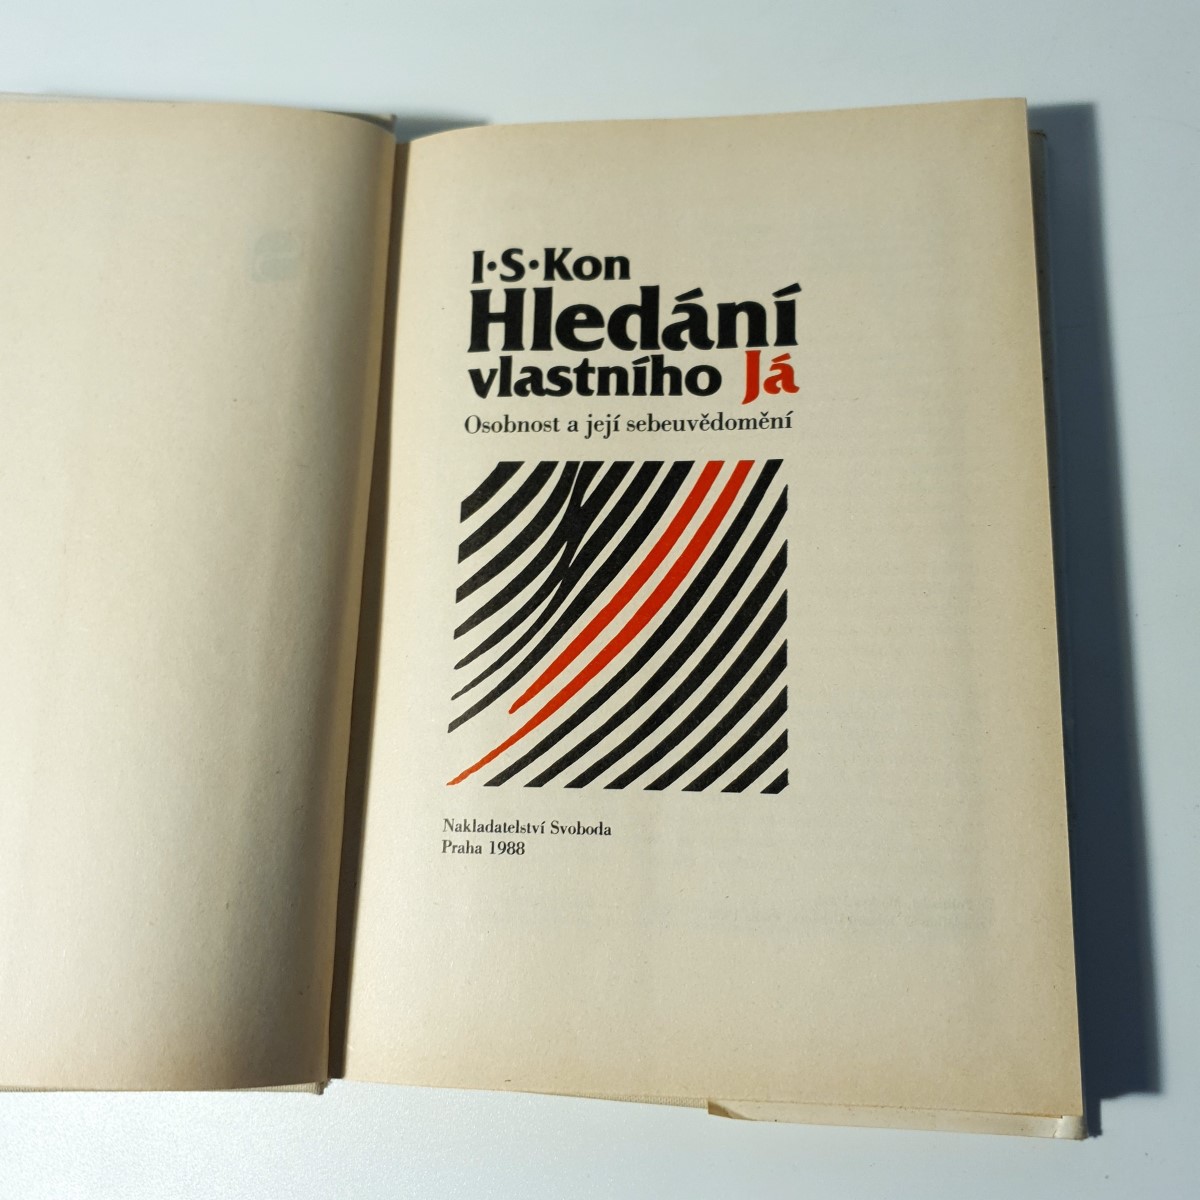 I·S·Kon
Hledání
vlastního Já
Osobnost a její sebeuvědomění
Nakladatelství Svoboda
Praha 1988